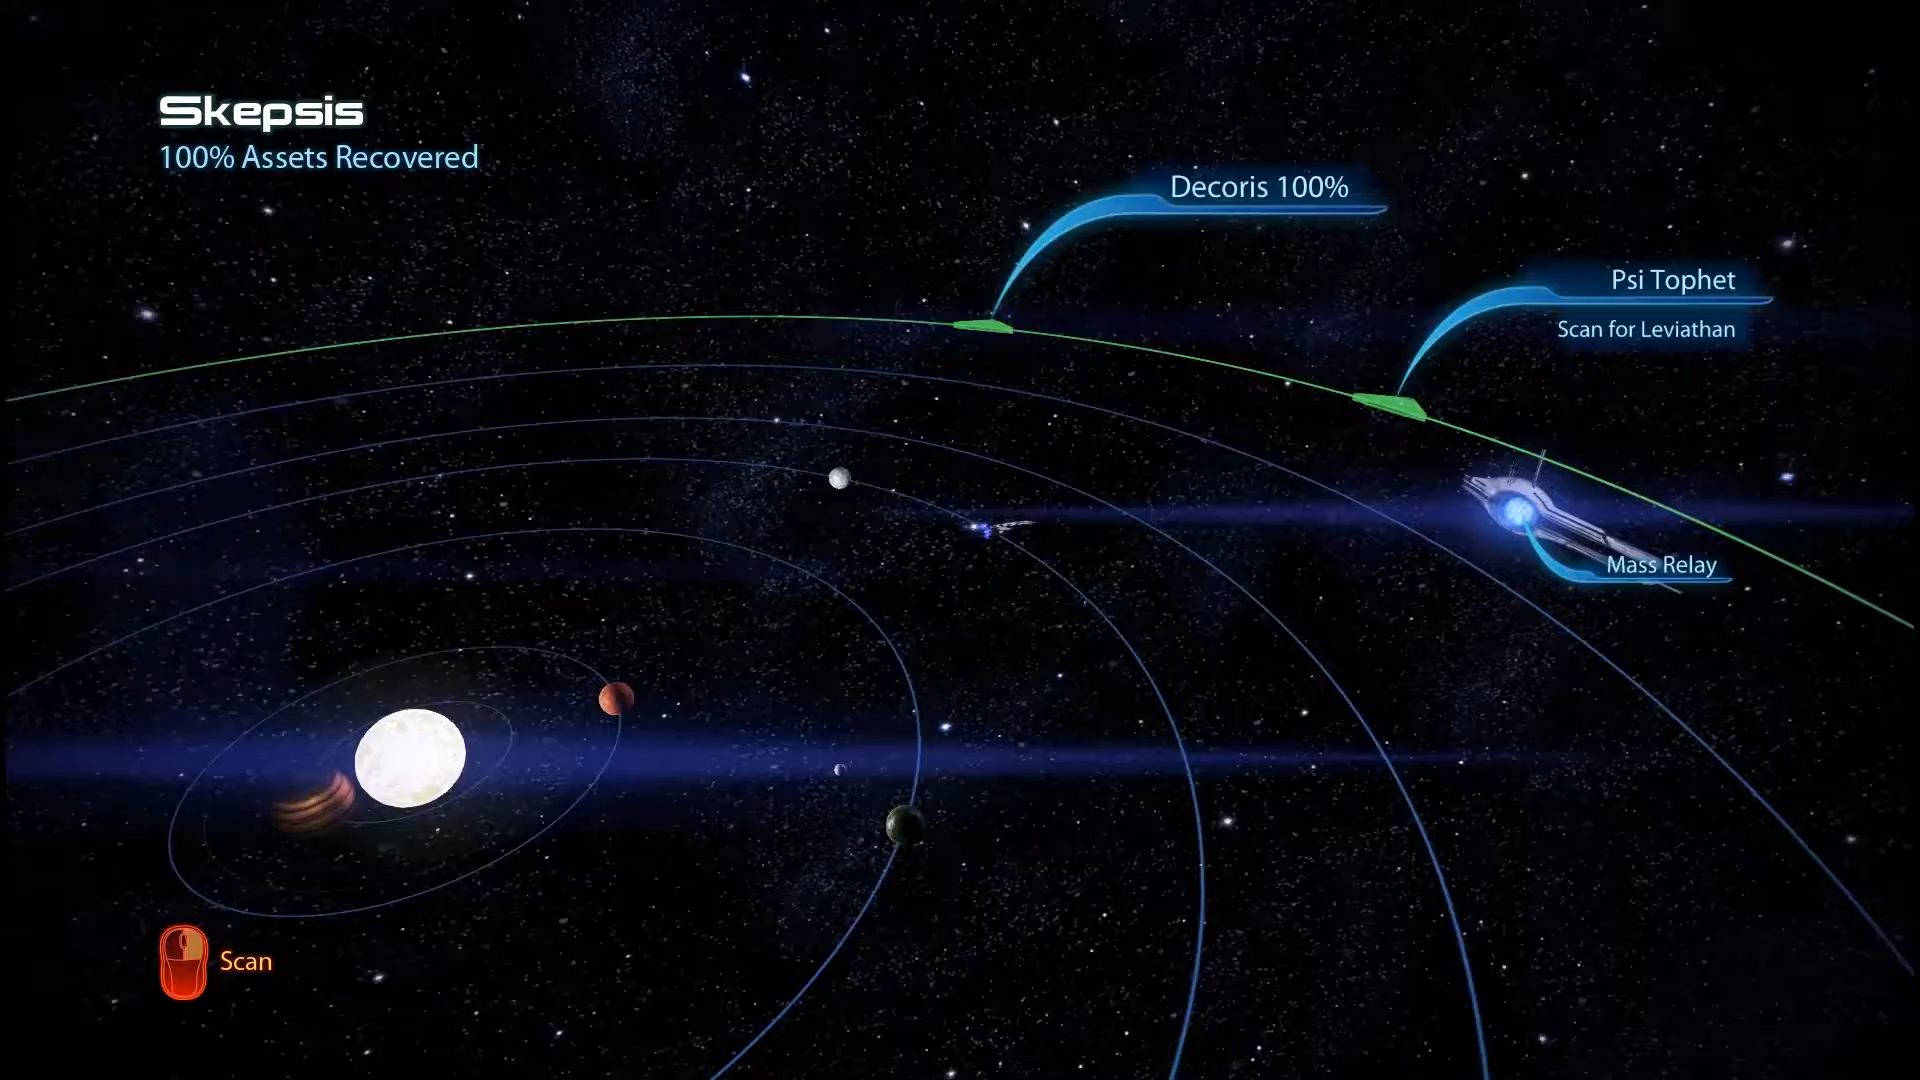 Skepsis
100% Assets Recovered
Decoris 100%
Psi Tophet
Scan for Leviathan
Mass Relay
Scan